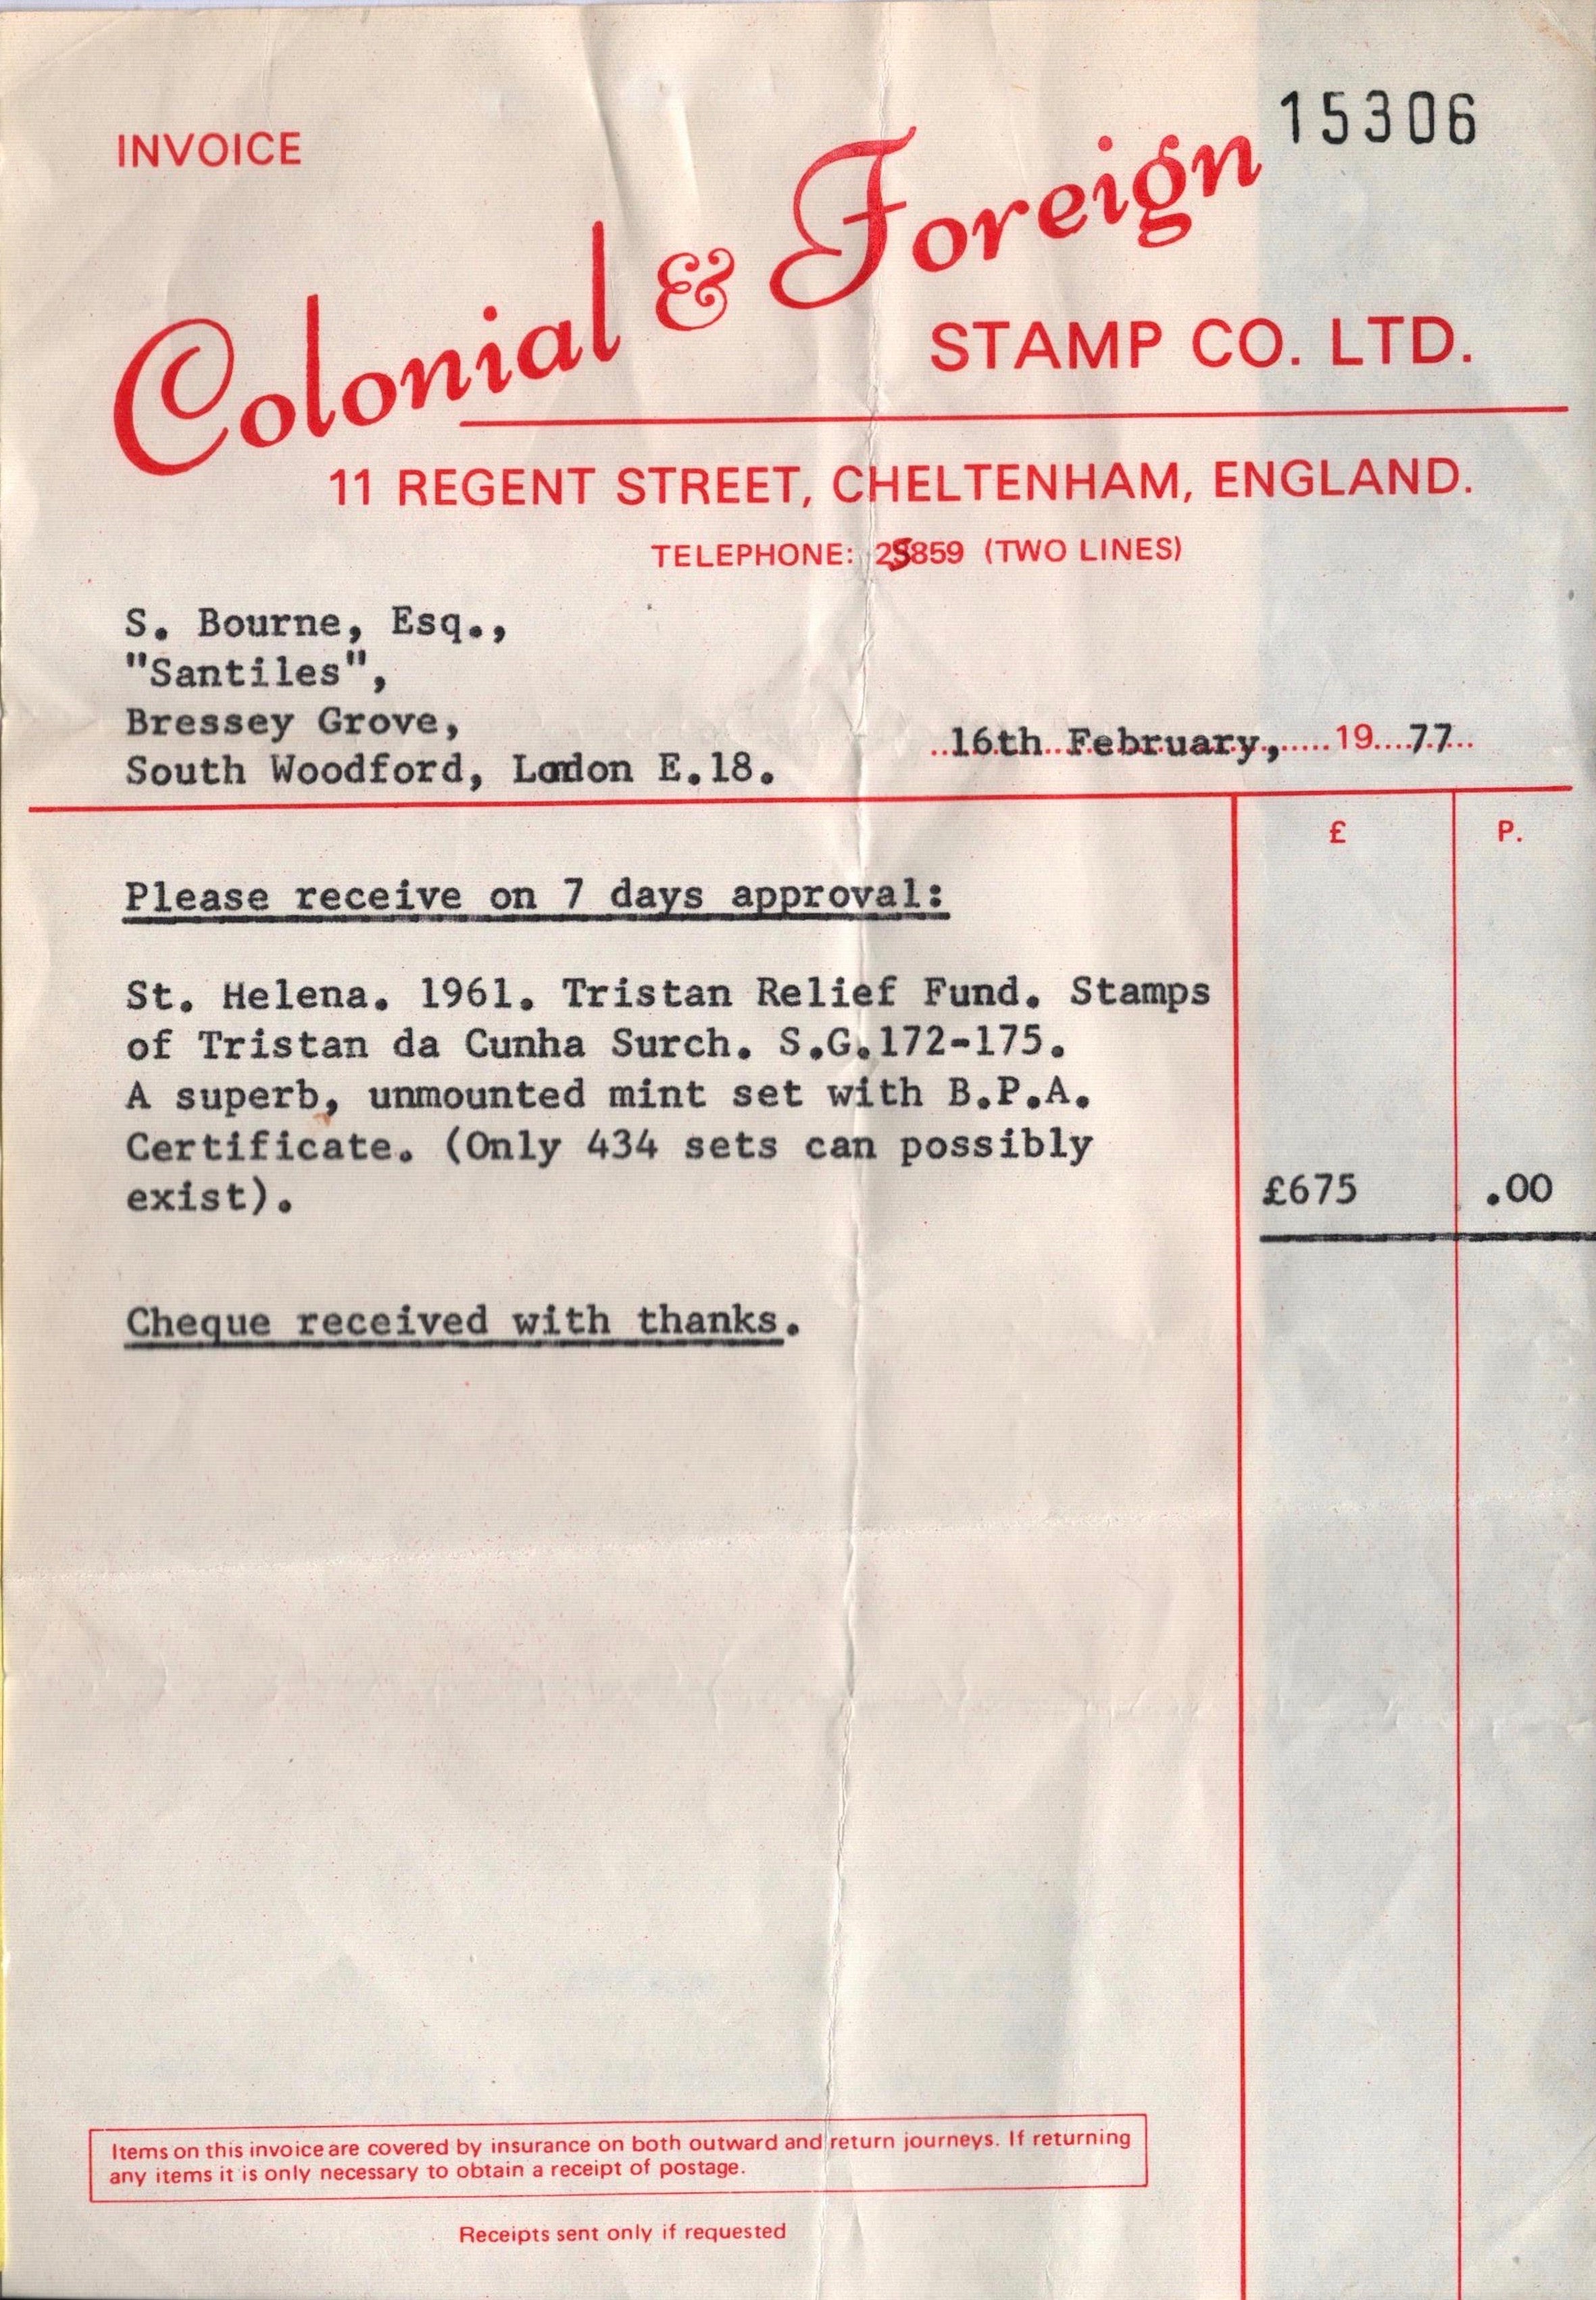 INVOICE
15306
Colonial & Foreign
STAMP CO. LTD.
11 REGENT STREET, CHELTENHAM, ENGLAND.
TELEPHONE: 25859 (TWO LINES)
S. Bourne, Esq.,
"Santiles",
Bressey Grove,
South Woodford, London E.18.
16th February, 19 77
£ P.
Please receive on 7 days approval:
St. Helena. 1961. Tristan Relief Fund. Stamps
of Tristan da Cunha Surch. S.G.172-175.
A superb, unmounted mint set with B.P.A.
Certificate. (Only 434 sets can possibly
exist).
£675 .00
Cheque received with thanks.
Items on this invoice are covered by insurance on both outward and return journeys. If returning
any items it is only necessary to obtain a receipt of postage.
Receipts sent only if requested